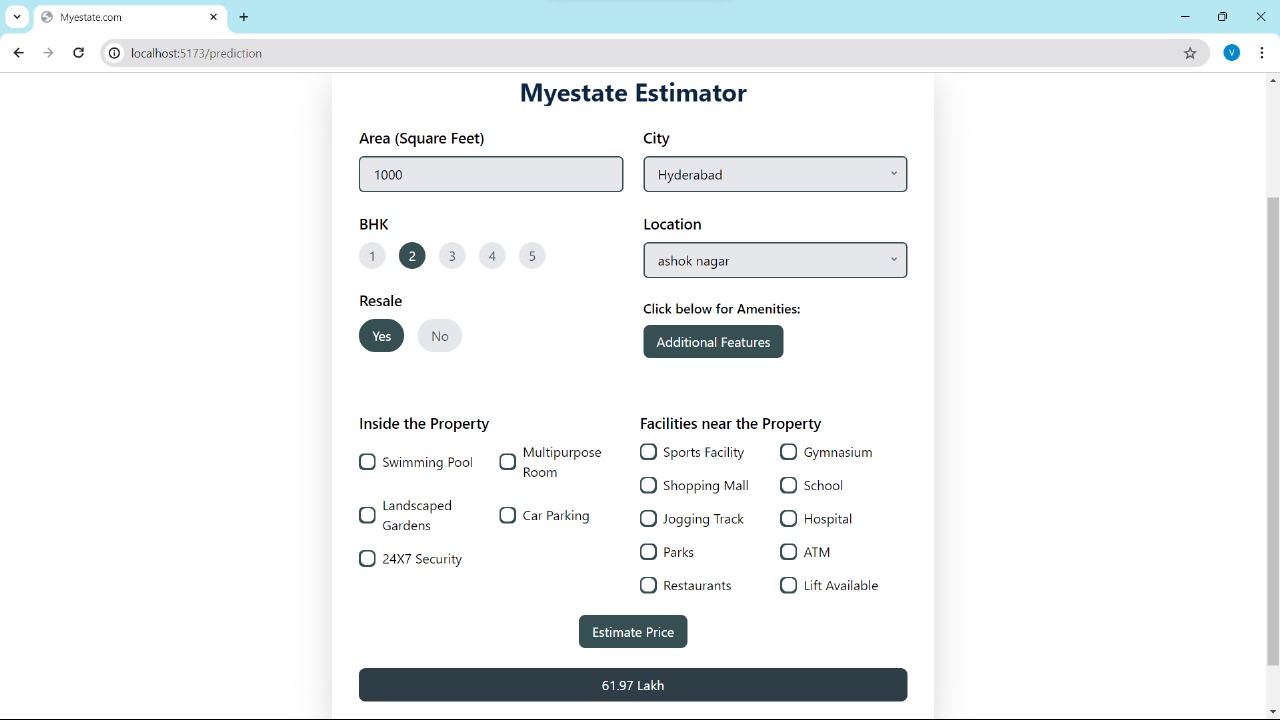 Myestate.com
localhost:5173/prediction
V
Myestate Estimator
Area (Square Feet)
City
1000
Hyderabad
BHK
Location
1 2 3 4 5
ashok nagar
Resale
Click below for Amenities:
Yes No
Additional Features
Inside the Property
Swimming Pool
Multipurpose
Room
Landscaped
Gardens
Car Parking
24X7 Security
Facilities near the Property
Sports Facility
Gymnasium
Shopping Mall
School
Jogging Track
Hospital
Parks
ATM
Restaurants
Lift Available
Estimate Price
61.97 Lakh